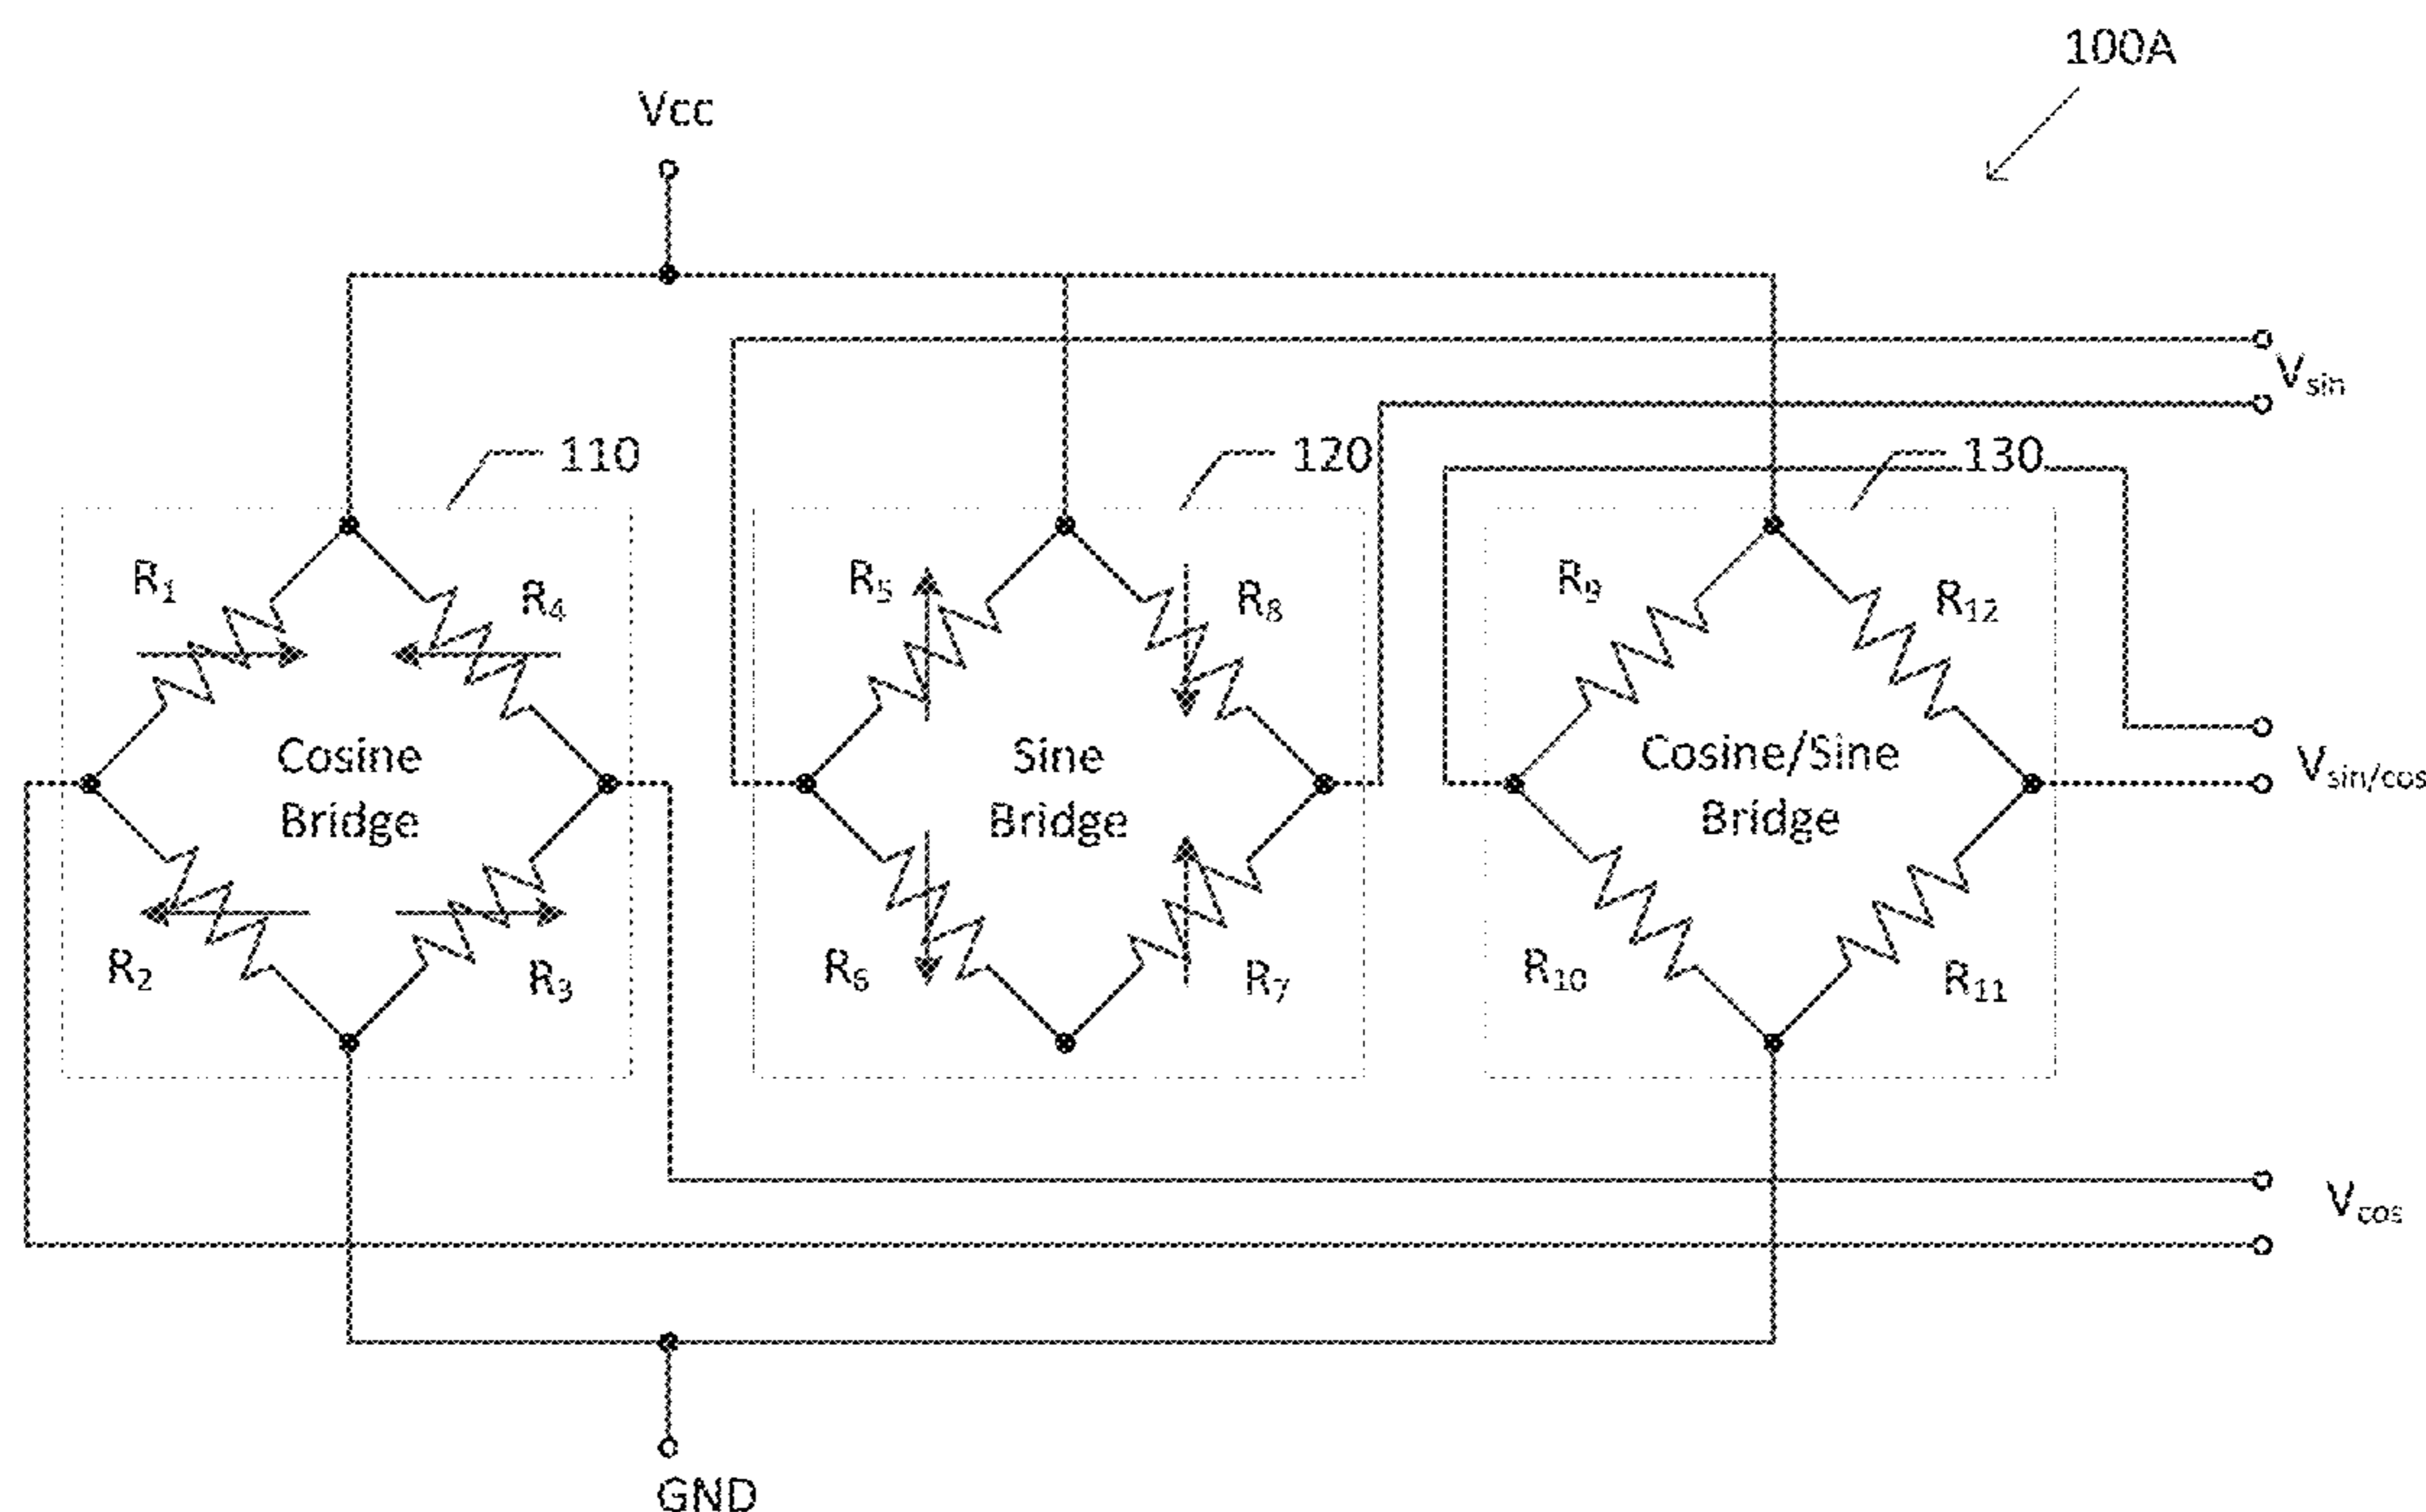 100A
Vcc
Vsin
110
120
130
R1
R4
R5
R8
R9
R12
Cosine
Bridge
Sine
Bridge
Cosine/Sine
Bridge
Vsin/cos
R2
R3
R6
R7
R10
R11
Vcos
GND